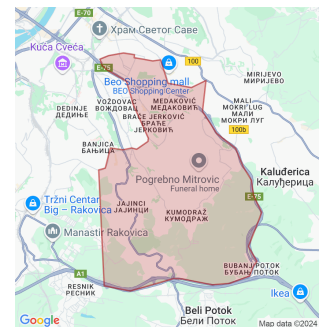 E-70
Храм Светог Саве
Kuća Cveća
E-75
100
Beo Shopping mall
BEO Shopping Center
MIRIJEVO
МИРИЈЕВО
DEDINJE
ДЕДИЊЕ
VOZDOVAC
ВОЖДОВАЦ
MEDAKOVIĆ
МЕДАКОВИЋ
MALI
MOKRI LUG
МАЛИ
МОКРИ ЛУГ
BRAĆE JERKOVIĆ
БРАЋЕ
ЈЕРКОВИЋ
100b
BANJICA
БАЊИЦА
Pogrebno Mitrovic
Funeral home
Kaluđerica
Калуђерица
E-75
Tržni Centar
Big – Rakovica
JAJINCI
ЈАЈИНЦИ
KUMODRAŽ
КУМОДРАЖ
Manastir Rakovica
BUBANJ POTOK
БУБАЊ ПОТОК
A1
RESNIK
РЕСНИК
Ikea
Beli Potok
Бели Поток
Google
Map data ©2024